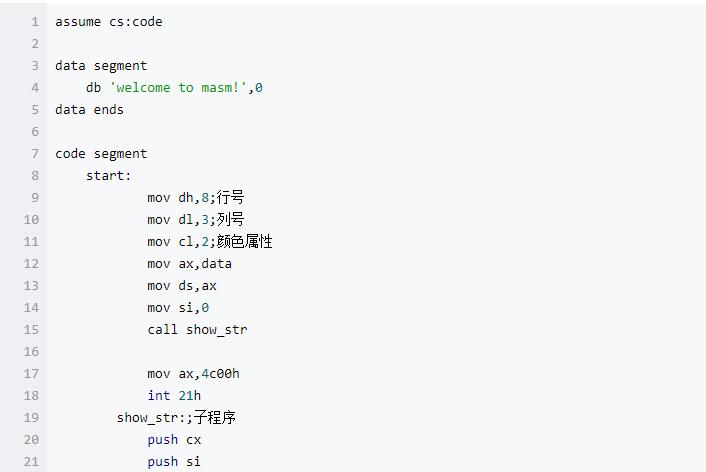 1 assume cs:code
2
3 data segment
4     db 'welcome to masm!',0
5 data ends
6
7 code segment
8     start:
9             mov dh,8;行号
10             mov dl,3;列号
11             mov cl,2;颜色属性
12             mov ax,data
13             mov ds,ax
14             mov si,0
15             call show_str
16
17             mov ax,4c00h
18             int 21h
19         show_str:;子程序
20             push cx
21             push si